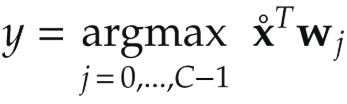 y = argmax x̊ᵀwⱼ
j = 0,...,C−1